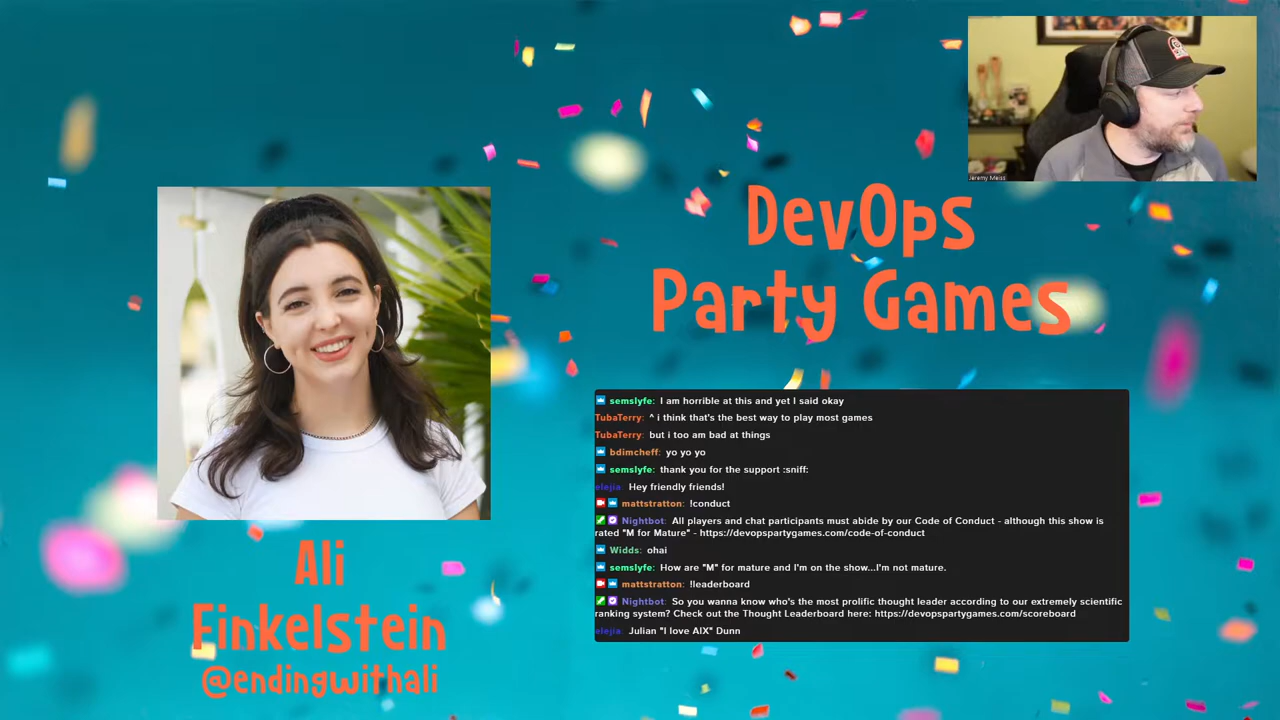 Jeremy Meiss
DevOps
Party Games
semslyfe: I am horrible at this and yet I said okay
TubaTerry: ^ i think that's the best way to play most games
TubaTerry: but i too am bad at things
bdimcheff: yo yo yo
semslyfe: thank you for the support :sniff:
elejia: Hey friendly friends!
mattstratton: !conduct
Nightbot: All players and chat participants must abide by our Code of Conduct - although this show is
rated "M for Mature" - https://devopspartygames.com/code-of-conduct
Widds: ohai
semslyfe: How are "M" for mature and I'm on the show...I'm not mature.
mattstratton: !leaderboard
Nightbot: So you wanna know who's the most prolific thought leader according to our extremely scientific
ranking system? Check out the Thought Leaderboard here: https://devopspartygames.com/scoreboard
elejia: Julian "I love AIX" Dunn
Ali
Finkelstein
@endingwithali